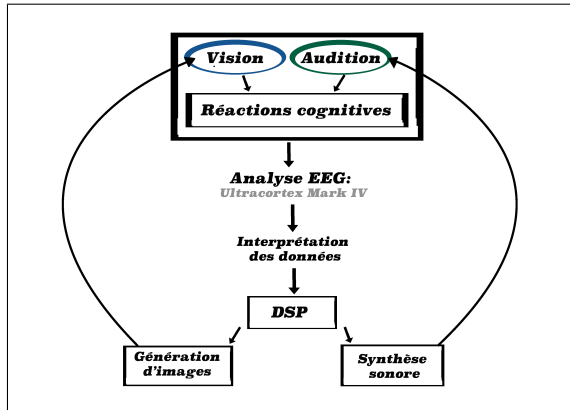 Vision
Audition
Réactions cognitives
Analyse EEG:
Ultracortex Mark IV
Interprétation
des données
DSP
Génération
d'images
Synthèse
sonore